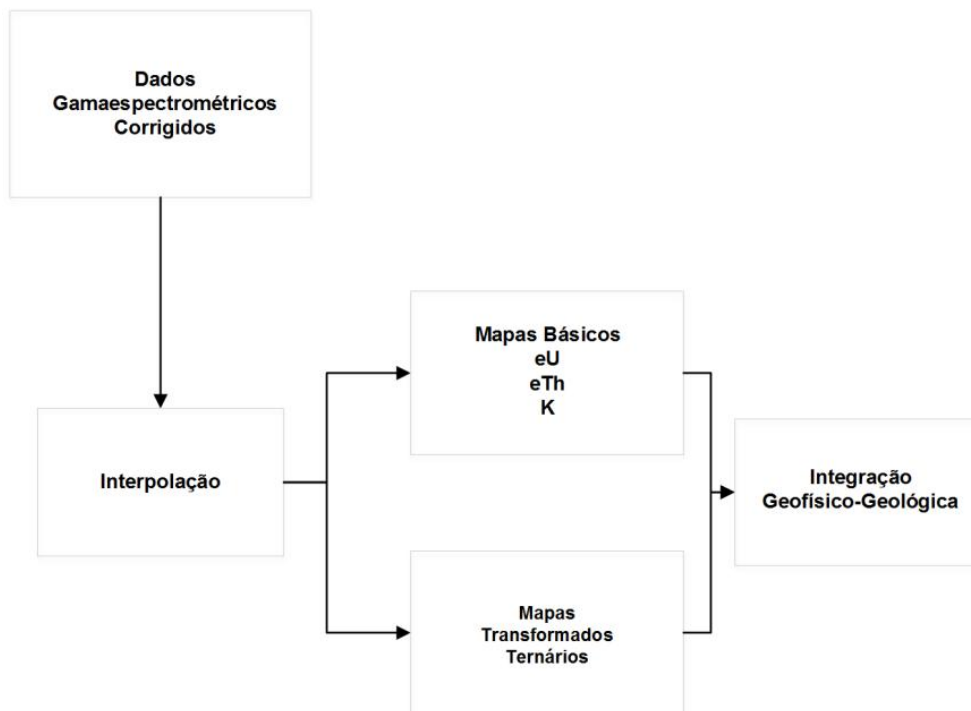 Dados
Gamaespectrométricos
Corrigidos
Interpolação
Mapas Básicos
eU
eTh
K
Mapas
Transformados
Ternários
Integração
Geofísico-Geológica